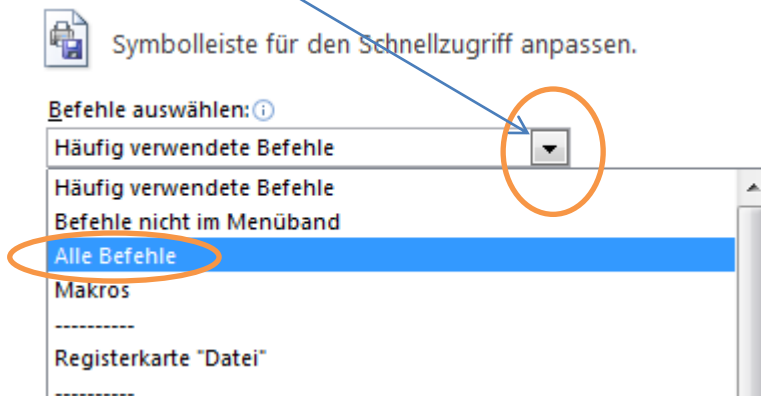 Symbolleiste für den Schnellzugriff anpassen.
Befehle auswählen:
Häufig verwendete Befehle
Häufig verwendete Befehle
Befehle nicht im Menüband
Alle Befehle
Makros
----------
Registerkarte "Datei"
----------